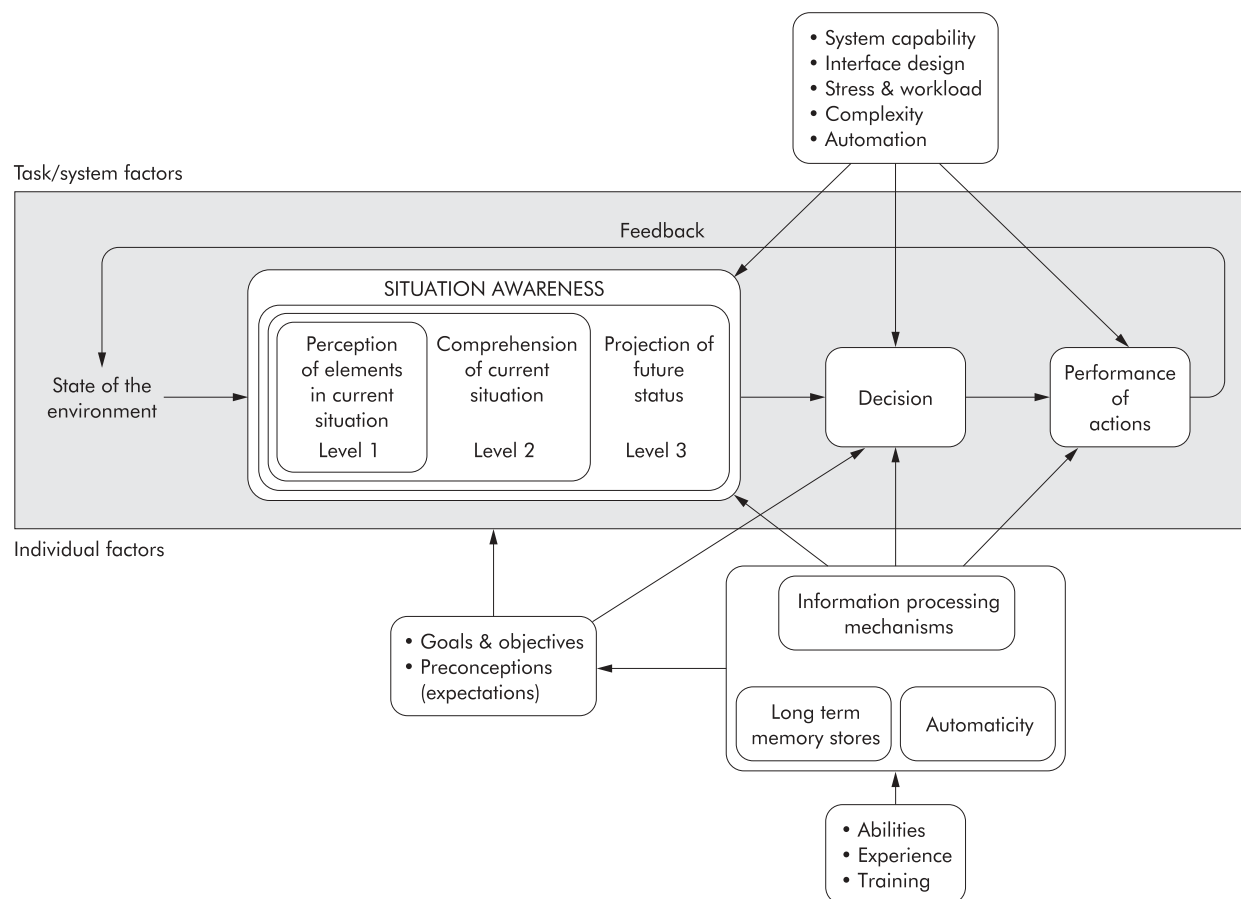 • System capability
• Interface design
• Stress & workload
• Complexity
• Automation
Task/system factors
Feedback
SITUATION AWARENESS
State of the
environment
Perception
of elements
in current
situation
Level 1
Comprehension
of current
situation
Level 2
Projection of
future
status
Level 3
Decision
Performance
of
actions
Individual factors
• Goals & objectives
• Preconceptions
(expectations)
Information processing
mechanisms
Long term
memory stores
Automaticity
• Abilities
• Experience
• Training